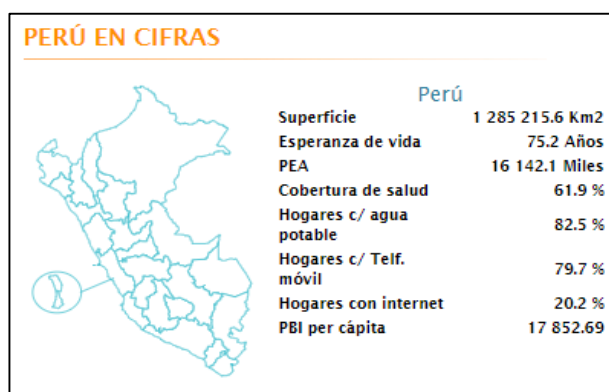 PERÚ EN CIFRAS
Perú
Superficie 1 285 215.6 Km2
Esperanza de vida 75.2 Años
PEA 16 142.1 Miles
Cobertura de salud 61.9 %
Hogares c/ agua
potable 82.5 %
Hogares c/ Telf.
móvil 79.7 %
Hogares con internet 20.2 %
PBI per cápita 17 852.69